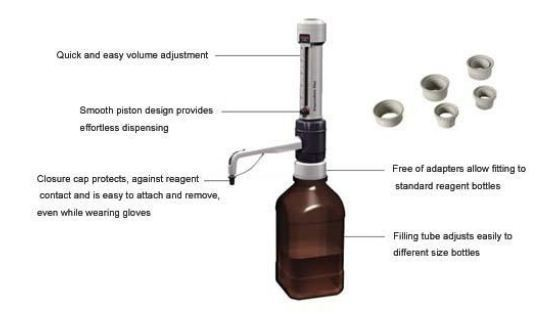 Quick and easy volume adjustment
Smooth piston design provides
effortless dispensing
Closure cap protects, against reagent
contact and is easy to attach and remove,
even while wearing gloves
Free of adapters allow fitting to
standard reagent bottles
Filling tube adjusts easily to
different size bottles